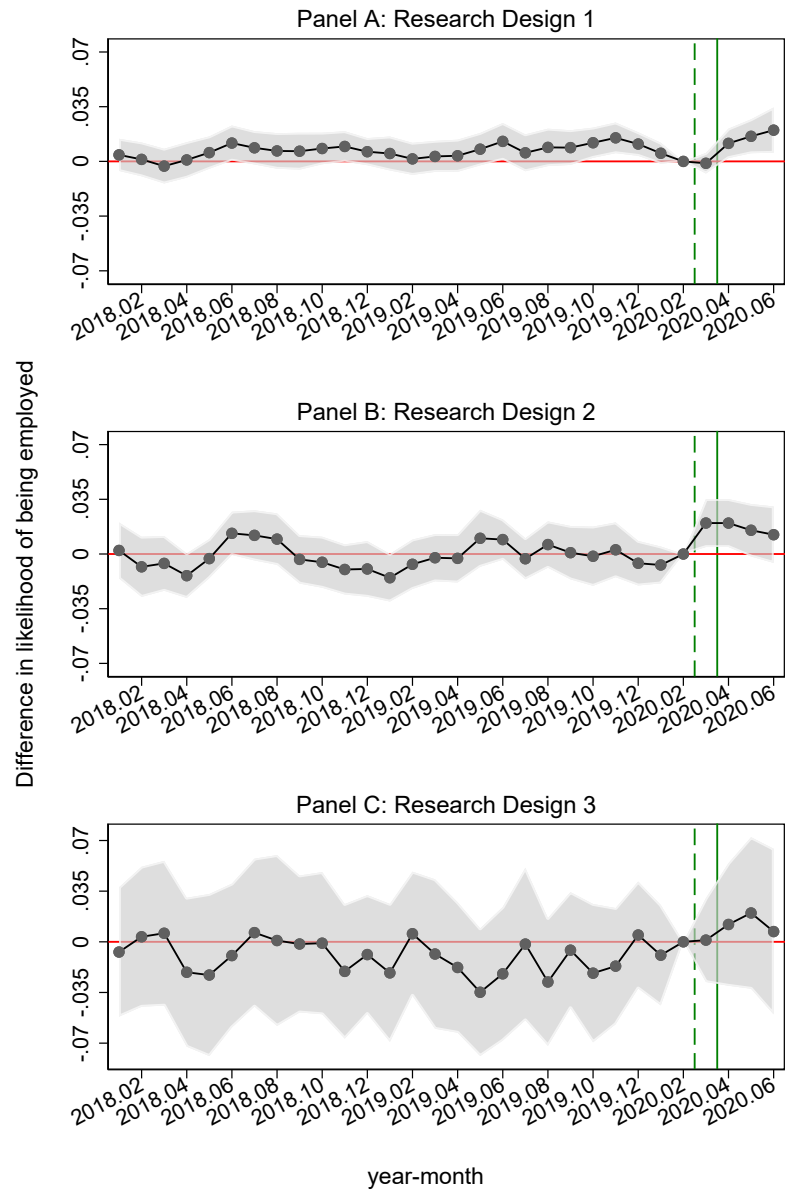 Difference in likelihood of being employed
Panel A: Research Design 1
.07
.035
0
-.035
-.07
2018.02 2018.04 2018.06 2018.08 2018.10 2018.12 2019.02 2019.04 2019.06 2019.08 2019.10 2019.12 2020.02 2020.04 2020.06
Panel B: Research Design 2
.07
.035
0
-.035
-.07
2018.02 2018.04 2018.06 2018.08 2018.10 2018.12 2019.02 2019.04 2019.06 2019.08 2019.10 2019.12 2020.02 2020.04 2020.06
Panel C: Research Design 3
.07
.035
0
-.035
-.07
2018.02 2018.04 2018.06 2018.08 2018.10 2018.12 2019.02 2019.04 2019.06 2019.08 2019.10 2019.12 2020.02 2020.04 2020.06
year-month